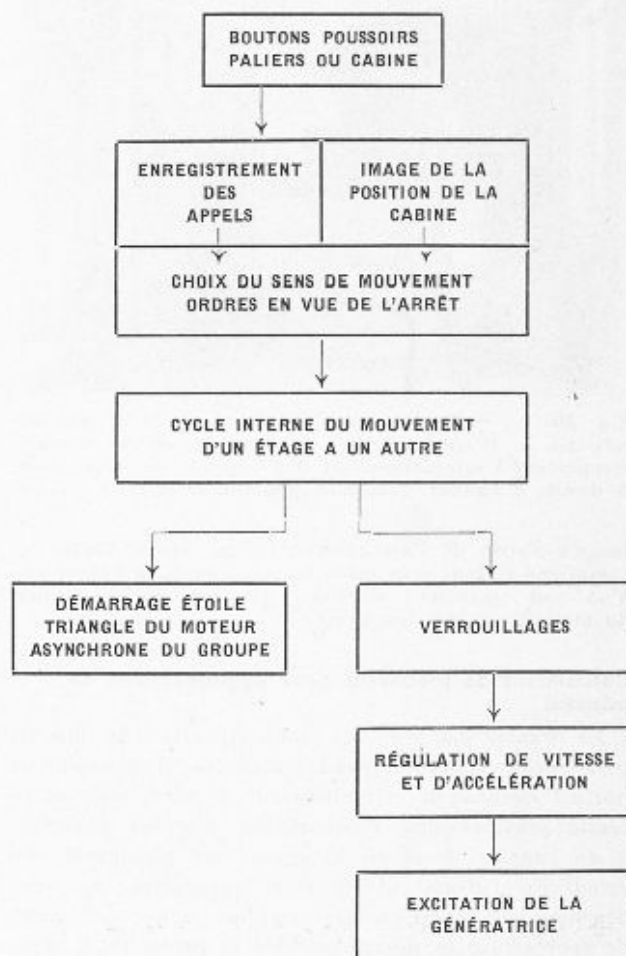 BOUTONS POUSSOIRS
PALIERS OU CABINE
ENREGISTREMENT
DES
APPELS
IMAGE DE LA
POSITION DE LA
CABINE
CHOIX DU SENS DE MOUVEMENT
ORDRES EN VUE DE L'ARRÊT
CYCLE INTERNE DU MOUVEMENT
D'UN ÉTAGE A UN AUTRE
DÉMARRAGE ÉTOILE
TRIANGLE DU MOTEUR
ASYNCHRONE DU GROUPE
VERROUILLAGES
RÉGULATION DE VITESSE
ET D'ACCÉLÉRATION
EXCITATION DE LA
GÉNÉRATRICE